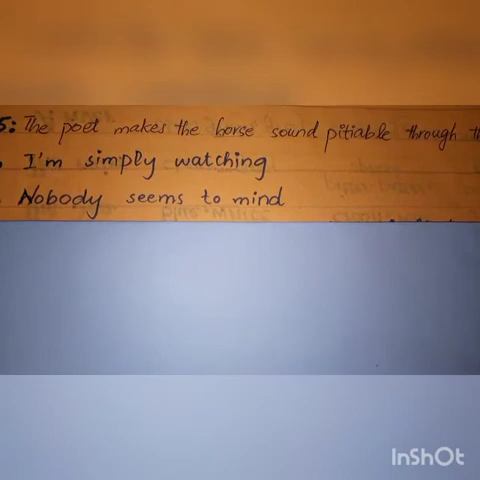 5: The poet makes the horse sound pitiable through
I'm simply watching
Nobody seems to mind
InShOt